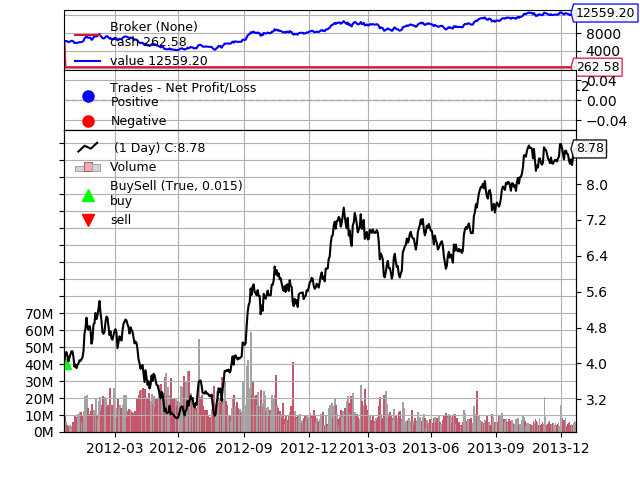 Broker (None)
cash 262.58
value 12559.20
12559.20
8000
4000
262.58
Trades - Net Profit/Loss
Positive
Negative
0.04
0.00
−0.04
(1 Day) C:8.78
Volume
BuySell (True, 0.015)
buy
sell
8.78
8.0
7.2
6.4
5.6
4.8
4.0
3.2
70M
60M
50M
40M
30M
20M
10M
0M
2012-03
2012-06
2012-09
2012-12
2013-03
2013-06
2013-09
2013-12